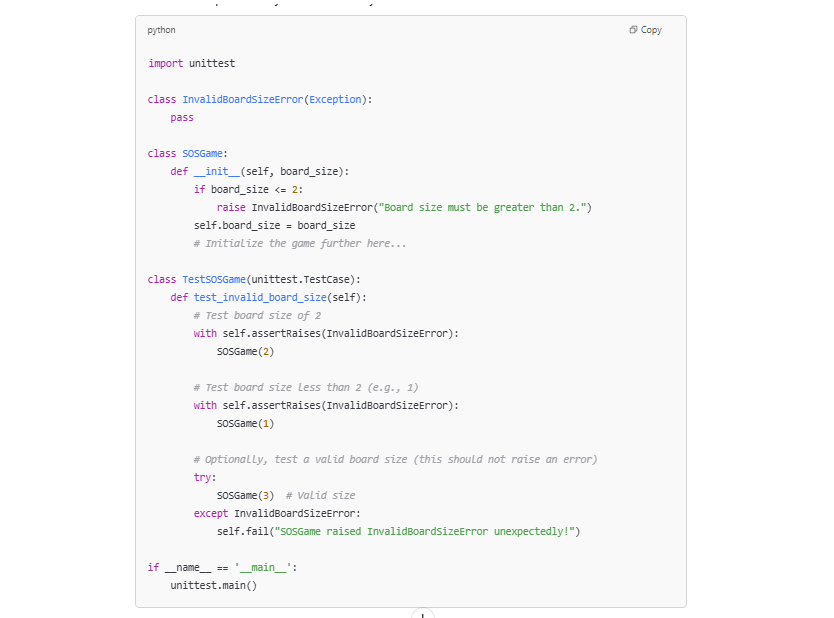 python
Copy
import unittest
class InvalidBoardSizeError(Exception):
    pass
class SOSGame:
    def __init__(self, board_size):
        if board_size <= 2:
            raise InvalidBoardSizeError("Board size must be greater than 2.")
        self.board_size = board_size
        # Initialize the game further here...
class TestSOSGame(unittest.TestCase):
    def test_invalid_board_size(self):
        # Test board size of 2
        with self.assertRaises(InvalidBoardSizeError):
            SOSGame(2)
        # Test board size less than 2 (e.g., 1)
        with self.assertRaises(InvalidBoardSizeError):
            SOSGame(1)
        # Optionally, test a valid board size (this should not raise an error)
        try:
            SOSGame(3)  # Valid size
        except InvalidBoardSizeError:
            self.fail("SOSGame raised InvalidBoardSizeError unexpectedly!")
if __name__ == '__main__':
    unittest.main()